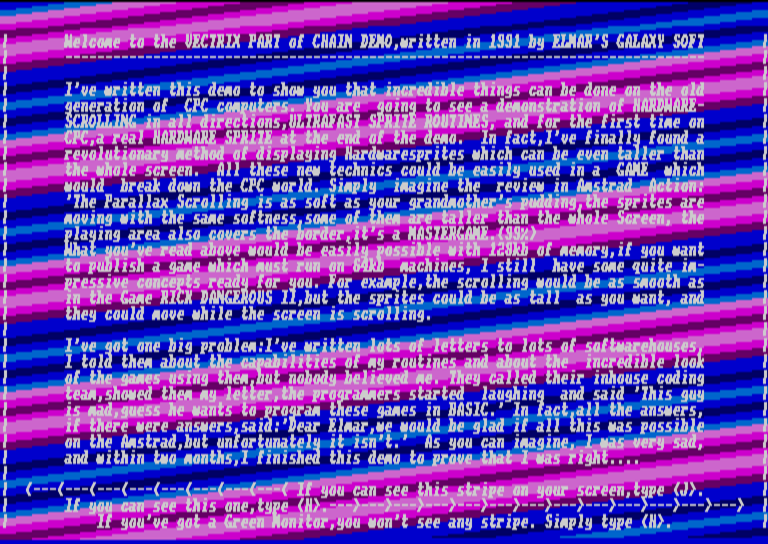 Welcome to the VECTRIX PART of CHAIN DEMO,written in 1991 by ELMAR'S GALAXY SOFT
--------------------------------------------------------------------------------
I've written this demo to show you that incredible things can be done on the old
generation of  CPC computers. You are  going to see a demonstration of HARDWARE-
SCROLLING in all directions,ULTRAFAST SPRITE ROUTINES, and for the first time on
CPC,a real HARDWARE SPRITE at the end of the demo.  In fact,I've finally found a
revolutionary method of displaying hardwaresprites which can be even taller than
the whole screen.  All these new technics could be easily used in a  GAME  which
would  break down the CPC world. Simply  imagine the  review in Amstrad  Action:
'The Parallax Scrolling is as soft as your grandmother's pudding,the sprites are
moving with the same softness,some of them are taller than the whole Screen, the
playing area also covers the border,it's a MASTERGAME (99%)
What you've read above would be easily possible with 128kb of memory,if you want
to publish a game which must run on 64kb  machines, I still  have some quite im-
pressive concepts ready for you. For example,the scrolling would be as smooth as
in the Game RICK DANGEROUS II,but the sprites could be as tall  as you want, and
they could move while the screen is scrolling.
I've got one big problem:I've written lots of letters to lots of softwarehouses,
I told them about the capabilities of my routines and about the  incredible look
of the games using them,but nobody believed me. They called their inhouse coding
team,showed them my letter,the programmers started  laughing  and said 'This guy
is mad,guess he wants to program these games in BASIC.' In fact,all the answers,
if there were answers,said:'Dear Elmar,we would be glad if all this was possible
on the Amstrad,but unfortunately it isn't.'  As you can imagine, I was very sad,
and within two months,I finished this demo to prove that I was right....
<---<---<---<---<---<---<---<---< If you can see this stripe on your screen,type <J>.
If you can see this one,type <N>.--->--->--->--->--->--->--->--->--->--->--->--->--->
If you've got a Green Monitor,you won't see any stripe. Simply type <N>.